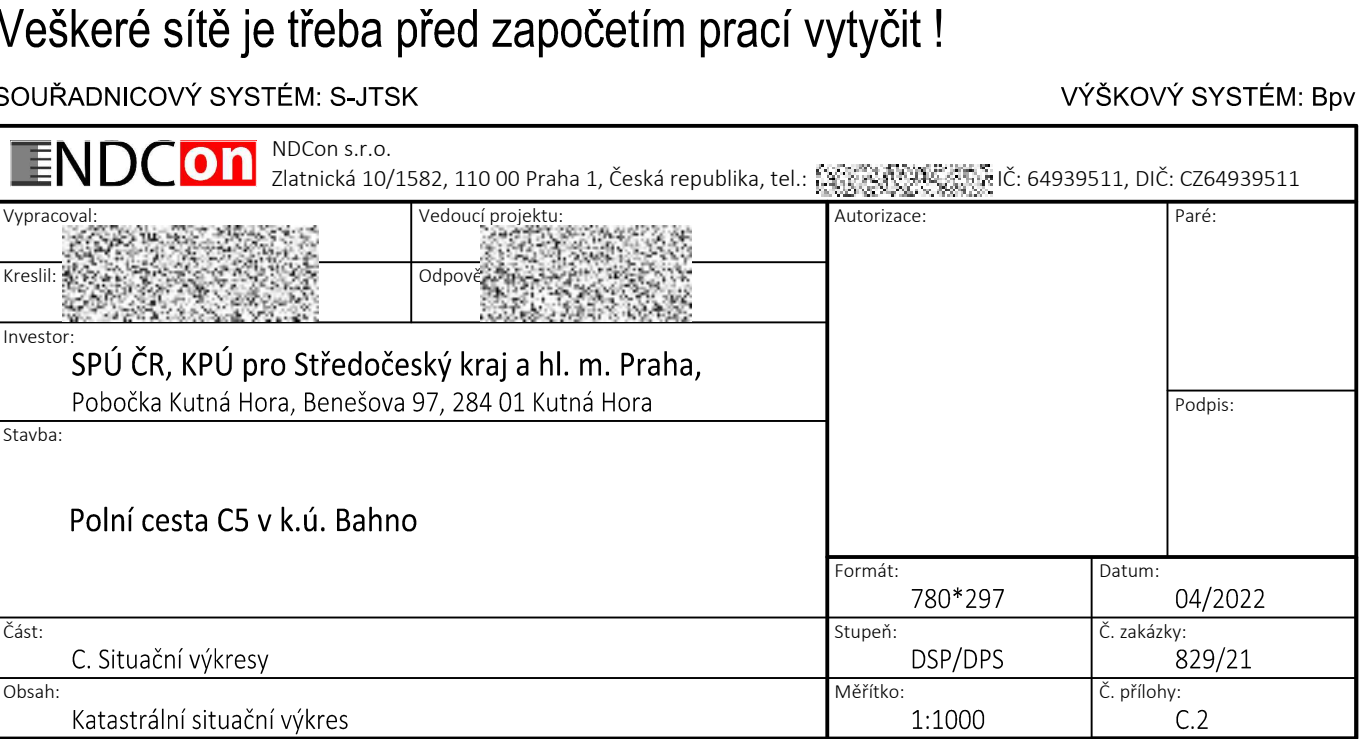 Veškeré sítě je třeba před započetím prací vytyčit !
SOUŘADNICOVÝ SYSTÉM: S-JTSK
VÝŠKOVÝ SYSTÉM: Bpv
NDCon
NDCon s.r.o.
Zlatnická 10/1582, 110 00 Praha 1, Česká republika, tel.: IČ: 64939511, DIČ: CZ64939511
Vypracoval:
Vedoucí projektu:
Autorizace:
Paré:
Kreslil:
Investor:
SPÚ ČR, KPÚ pro Středočeský kraj a hl. m. Praha,
Pobočka Kutná Hora, Benešova 97, 284 01 Kutná Hora
Podpis:
Stavba:
Polní cesta C5 v k.ú. Bahno
Formát:
780*297
Datum:
04/2022
Část:
C. Situační výkresy
Stupeň:
DSP/DPS
Č. zakázky:
829/21
Obsah:
Katastrální situační výkres
Měřítko:
1:1000
Č. přílohy:
C.2